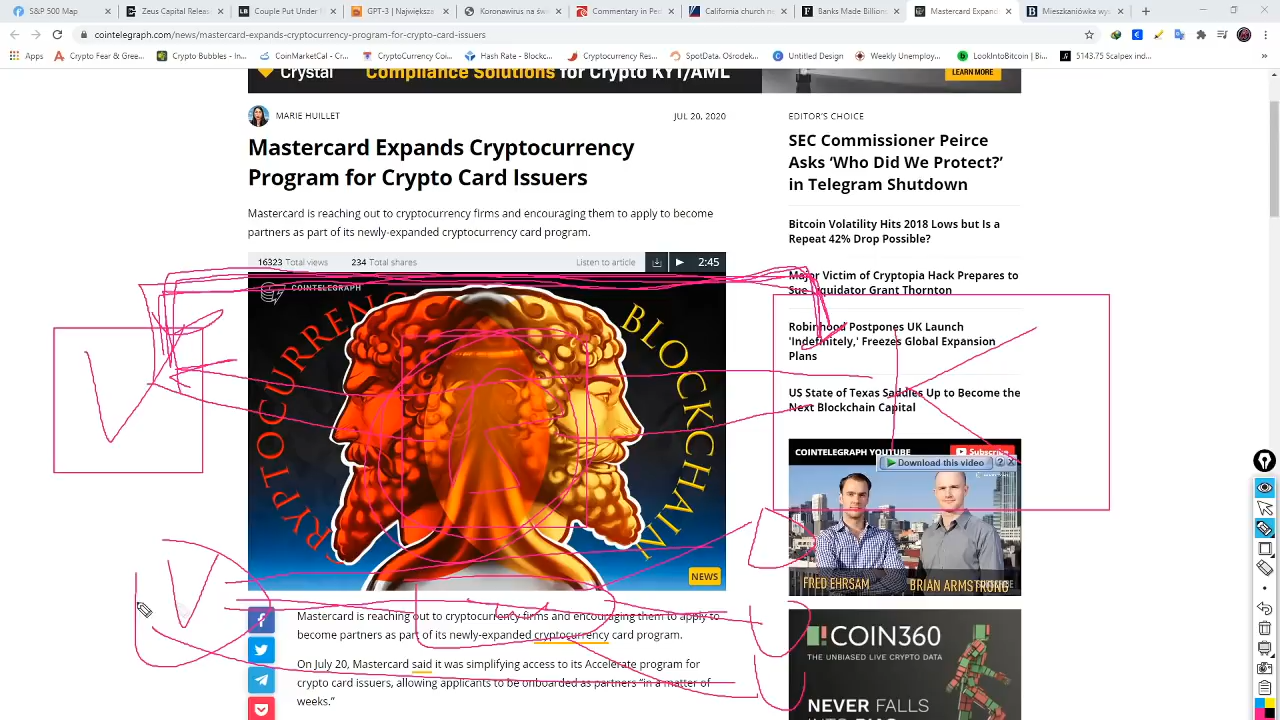 S&P 500 Map
Zeus Capital Releas
Couple Put Under
GPT-3 | Największa
Koronawirus na świ
Commentary in Pest
California church m
Banks Made Billion
Mastercard Expand
Mieszkaniówka wyc
cointelegraph.com/news/mastercard-expands-cryptocurrency-program-for-crypto-card-issuers
Apps
Crypto Fear & Gree...
Crypto Bubbles - In...
CoinMarketCal - Cr...
CryptoCurrency Co...
Hash Rate - Blockc...
Cryptocurrency Res...
SpotData. Ośrodek...
Untitled Design
Weekly Unemploy...
LookIntoBitcoin | Bi...
5143.75 Scalpex ind...
»
Crystal
Compliance Solutions for Crypto KYT/AML
LEARN MORE
MARIE HUILLET
JUL 20, 2020
Mastercard Expands Cryptocurrency
Program for Crypto Card Issuers
Mastercard is reaching out to cryptocurrency firms and encouraging them to apply to become
partners as part of its newly-expanded cryptocurrency card program.
16323 Total views
234 Total shares
Listen to article
2:45
COINTELEGRAPH
CRYPTOCURRENCY
BLOCKCHAIN
NEWS
Mastercard is reaching out to cryptocurrency firms and encouraging them to apply to
become partners as part of its newly-expanded cryptocurrency card program.
On July 20, Mastercard said it was simplifying access to its Accelerate program for
crypto card issuers, allowing applicants to be onboarded as partners “in a matter of
weeks.”
EDITOR'S CHOICE
SEC Commissioner Peirce
Asks ‘Who Did We Protect?’
in Telegram Shutdown
Bitcoin Volatility Hits 2018 Lows but Is a
Repeat 42% Drop Possible?
Major Victim of Cryptopia Hack Prepares to
Sue Liquidator Grant Thornton
Robinhood Postpones UK Launch
'Indefinitely,' Freezes Global Expansion
Plans
US State of Texas Saddles Up to Become the
Next Blockchain Capital
COINTELEGRAPH YOUTUBE
Subscribe
Download this video
? X
FRED EHRSAM
BRIAN ARMSTRONG
COIN360
THE UNBIASED LIVE CRYPTO DATA
NEVER FALLS